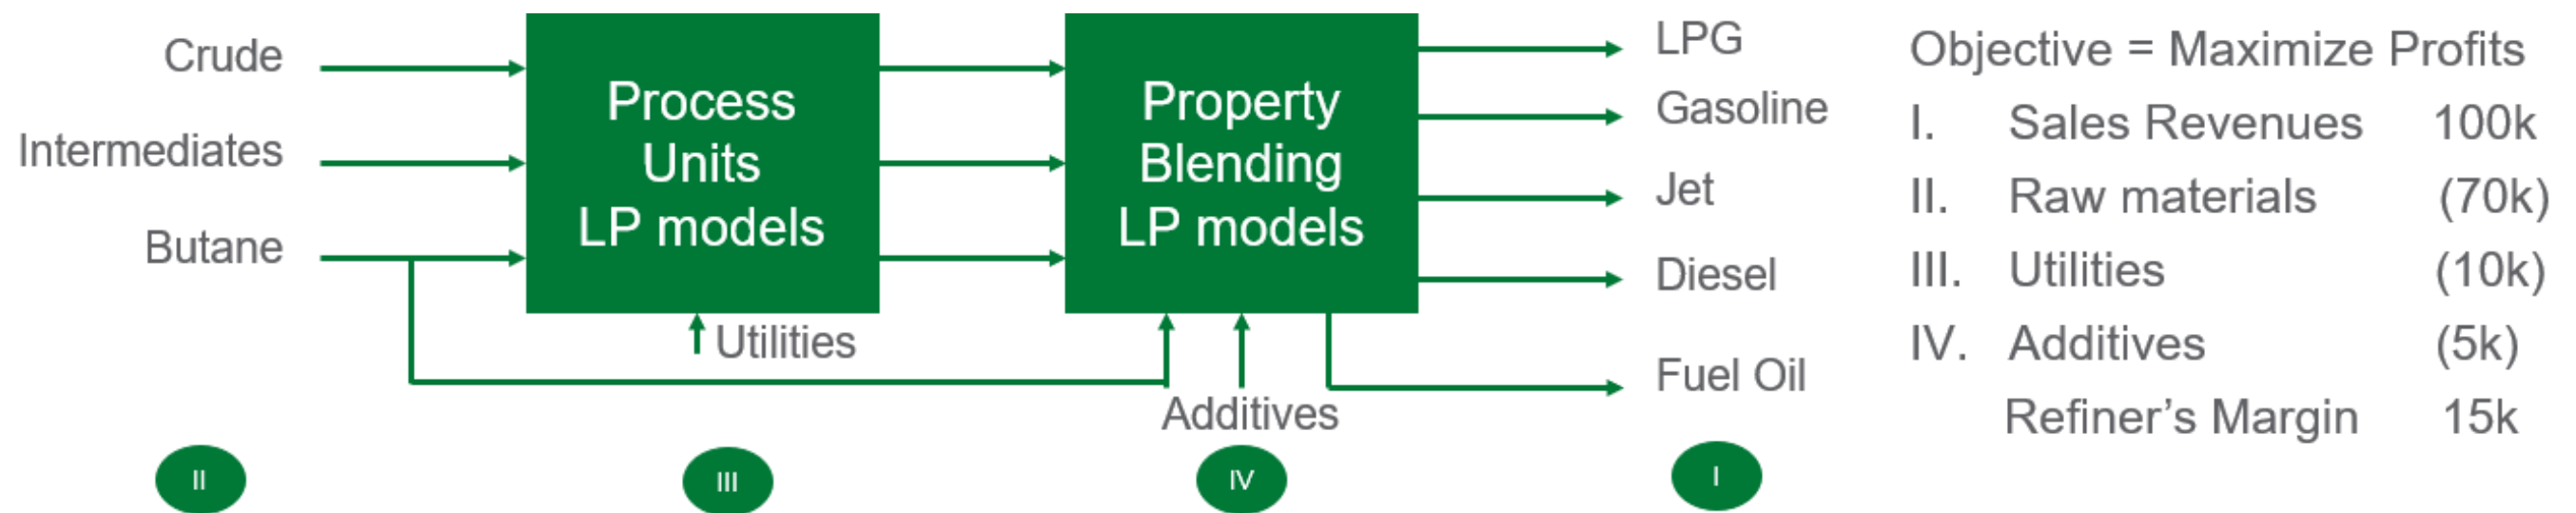 Crude
Intermediates
Butane
Process
Units
LP models
Utilities
Property
Blending
LP models
Additives
LPG
Gasoline
Jet
Diesel
Fuel Oil
Objective = Maximize Profits
I. Sales Revenues 100k
II. Raw materials (70k)
III. Utilities (10k)
IV. Additives (5k)
Refiner’s Margin 15k
II
III
IV
I